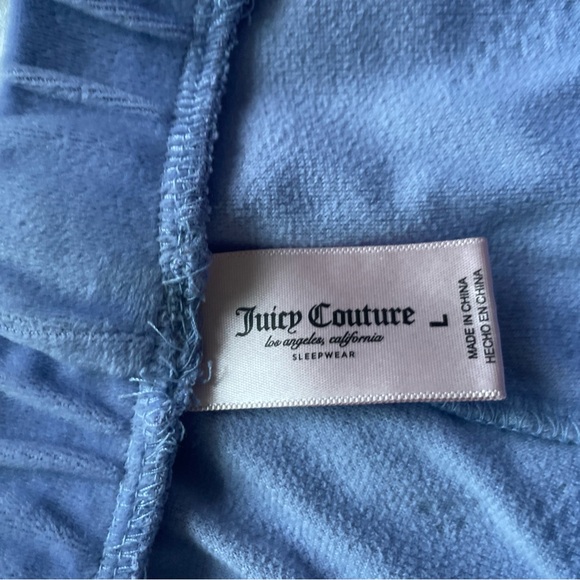 Juicy Couture
los angeles, california
SLEEPWEAR
L
MADE IN CHINA
HECHO EN CHINA